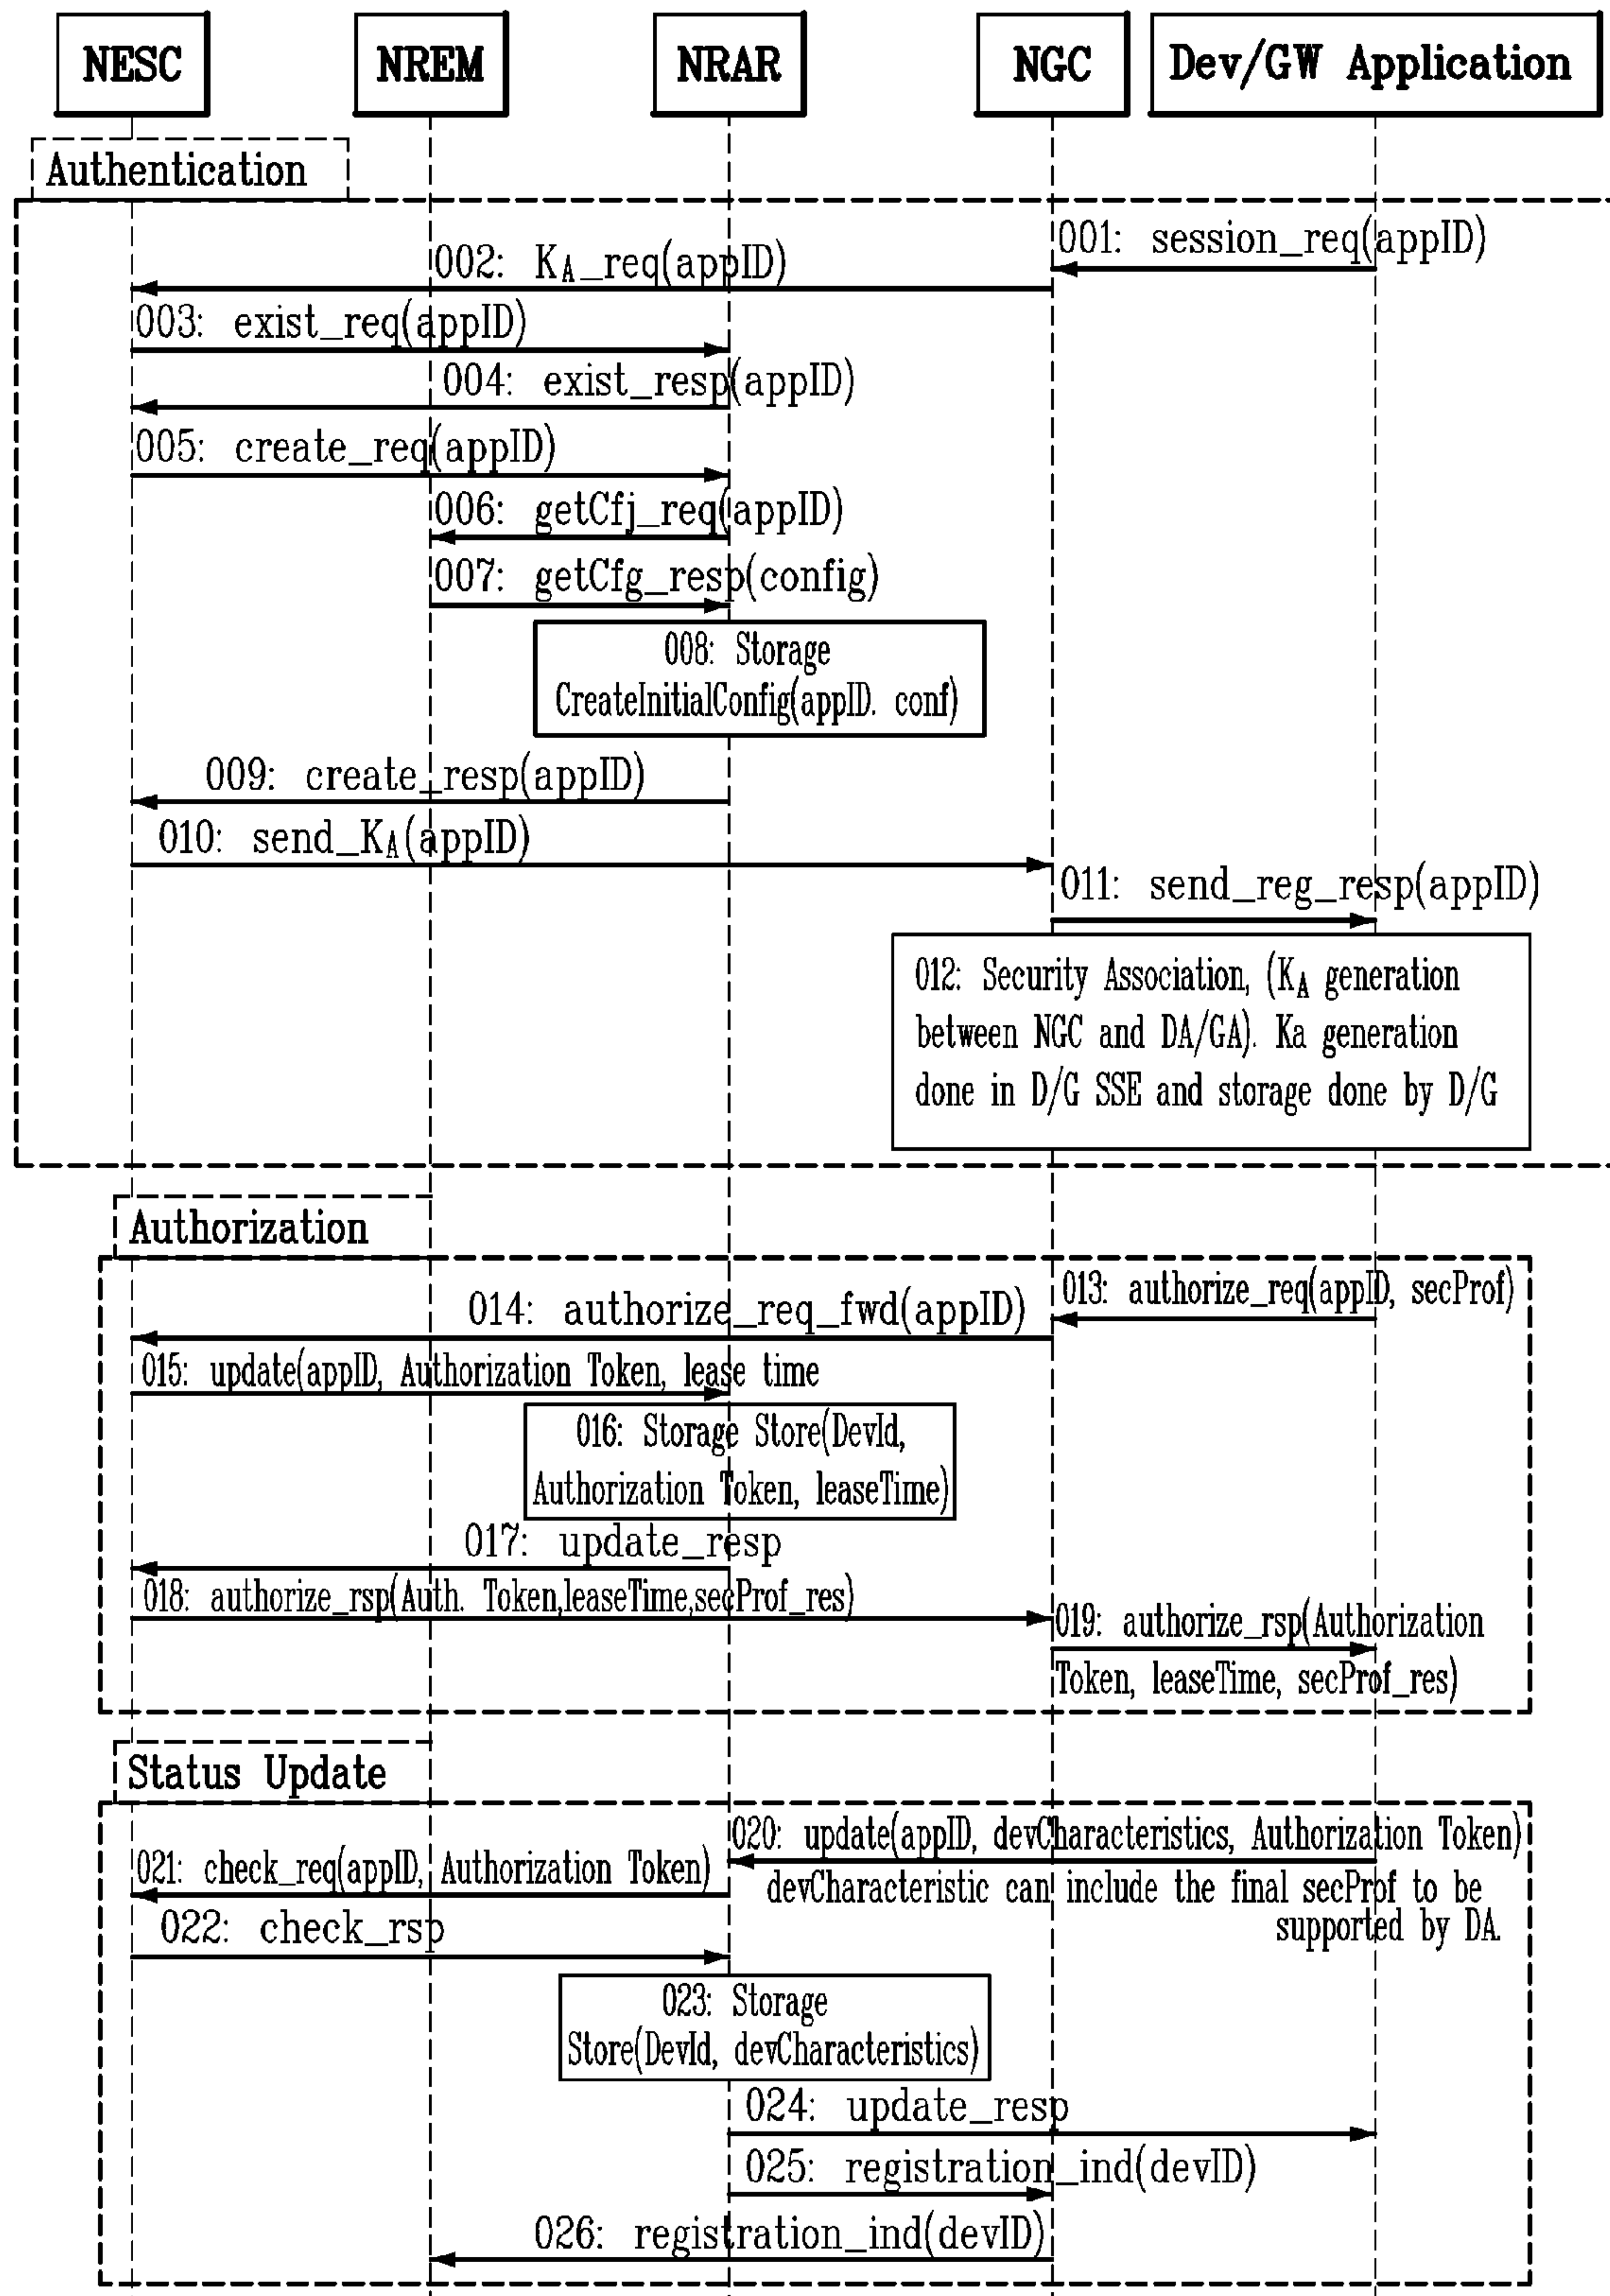 NESC
NREM
NRAR
NGC
Dev/GW Application
Authentication
001: session_req(appID)
002: KA_req(appID)
003: exist_req(appID)
004: exist_resp(appID)
005: create_req(appID)
006: getCfj_req(appID)
007: getCfg_resp(config)
008: Storage
CreateInitialConfig(appID. conf)
009: create_resp(appID)
010: send_KA(appID)
011: send_reg_resp(appID)
012: Security Association, (KA generation
between NGC and DA/GA). Ka generation
done in D/G SSE and storage done by D/G
Authorization
013: authorize_req(appID, secProf)
014: authorize_req_fwd(appID)
015: update(appID, Authorization Token, lease time
016: Storage Store(DevId,
Authorization Token, leaseTime)
017: update_resp
018: authorize_rsp(Auth. Token,leaseTime,secProf_res)
019: authorize_rsp(Authorization
Token, leaseTime, secProf_res)
Status Update
020: update(appID, devCharacteristics, Authorization Token)
021: check_req(appID, Authorization Token)
devCharacteristic can include the final secProf to be
supported by DA.
022: check_rsp
023: Storage
Store(DevId, devCharacteristics)
024: update_resp
025: registration_ind(devID)
026: registration_ind(devID)